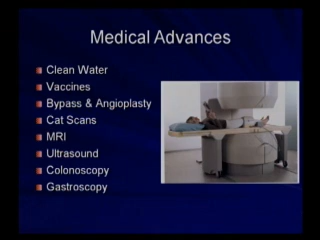 Medical Advances
Clean Water
Vaccines
Bypass & Angioplasty
Cat Scans
MRI
Ultrasound
Colonoscopy
Gastroscopy